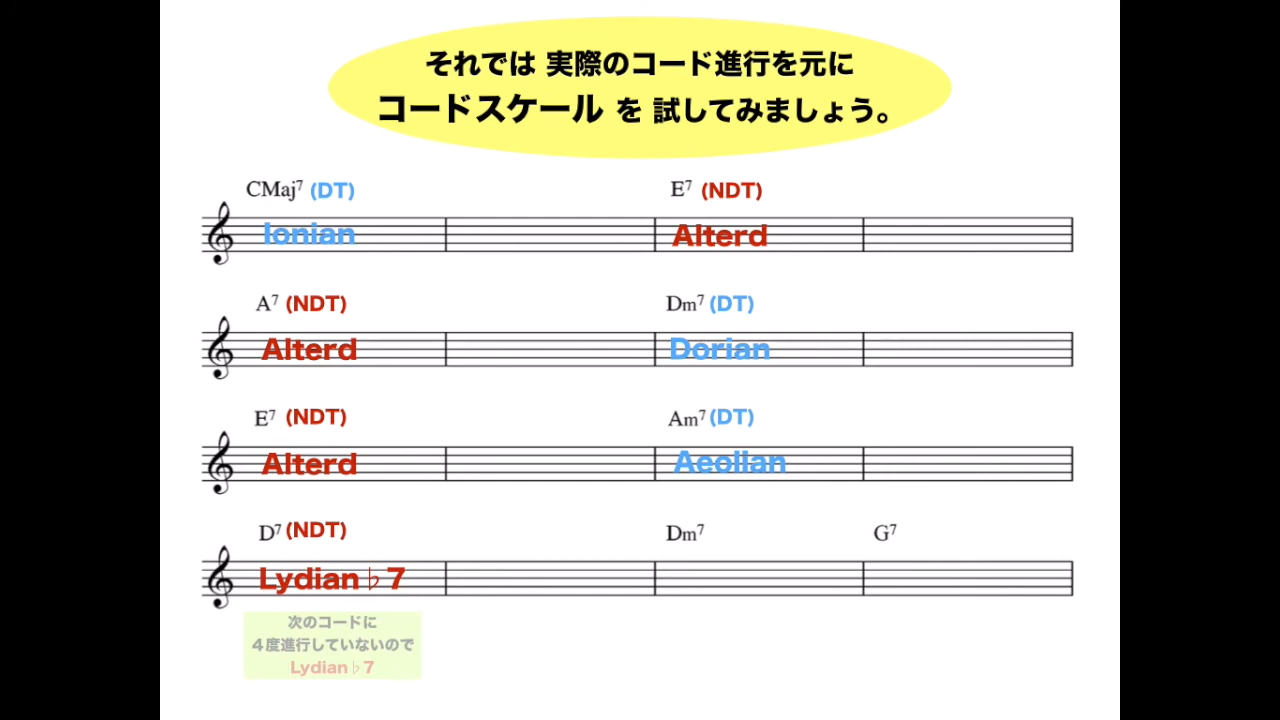 それでは 実際のコード進行を元に
コードスケール を 試してみましょう。
CMaj7 (DT) E7 (NDT)
Ionian Alterd
A7 (NDT) Dm7 (DT)
Alterd Dorian
E7 (NDT) Am7 (DT)
Alterd Aeolian
D7 (NDT) Dm7 G7
Lydian♭7
次のコードに
4度進行していないので
Lydian♭7